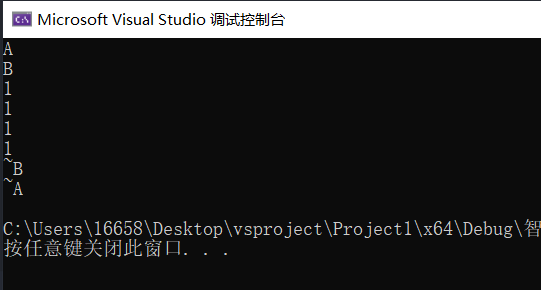 C:\ Microsoft Visual Studio 调试控制台
A
B
1
1
1
1
~B
~A
C:\Users\16658\Desktop\vsproject\Project1\x64\Debug\智
按任意键关闭此窗口. . .